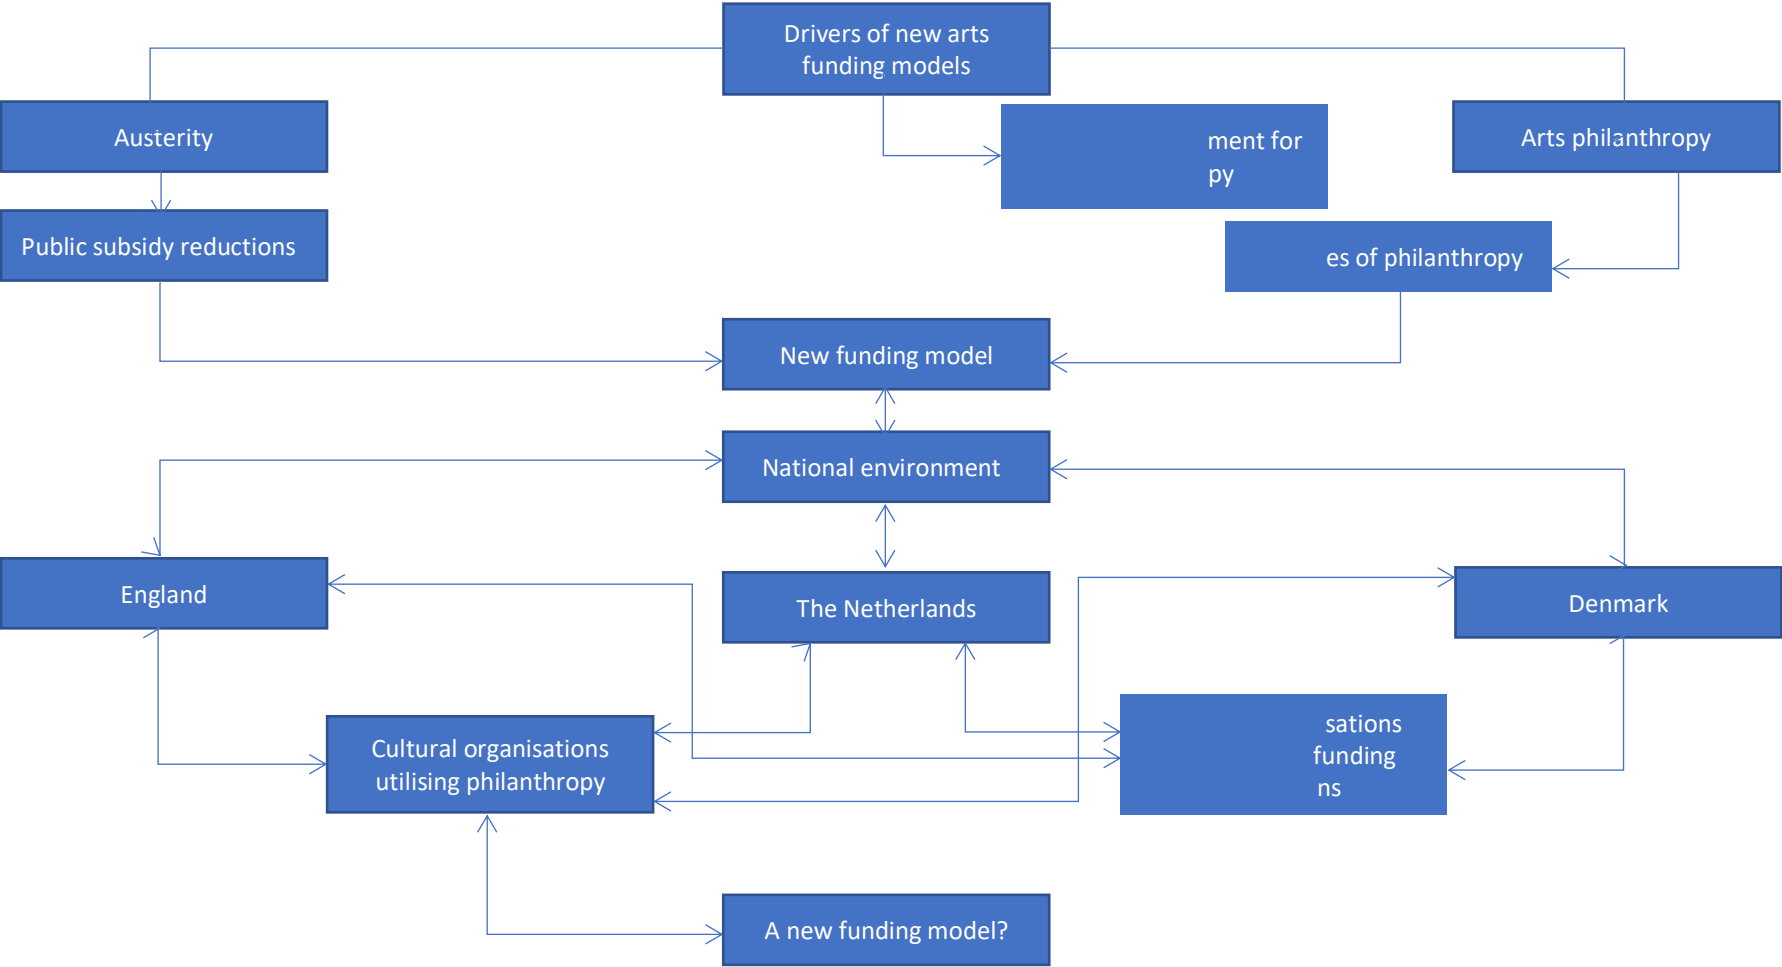 Drivers of new arts
funding models
Austerity
ment for
py
Arts philanthropy
Public subsidy reductions
es of philanthropy
New funding model
National environment
England
The Netherlands
Denmark
Cultural organisations
utilising philanthropy
sations
funding
ns
A new funding model?